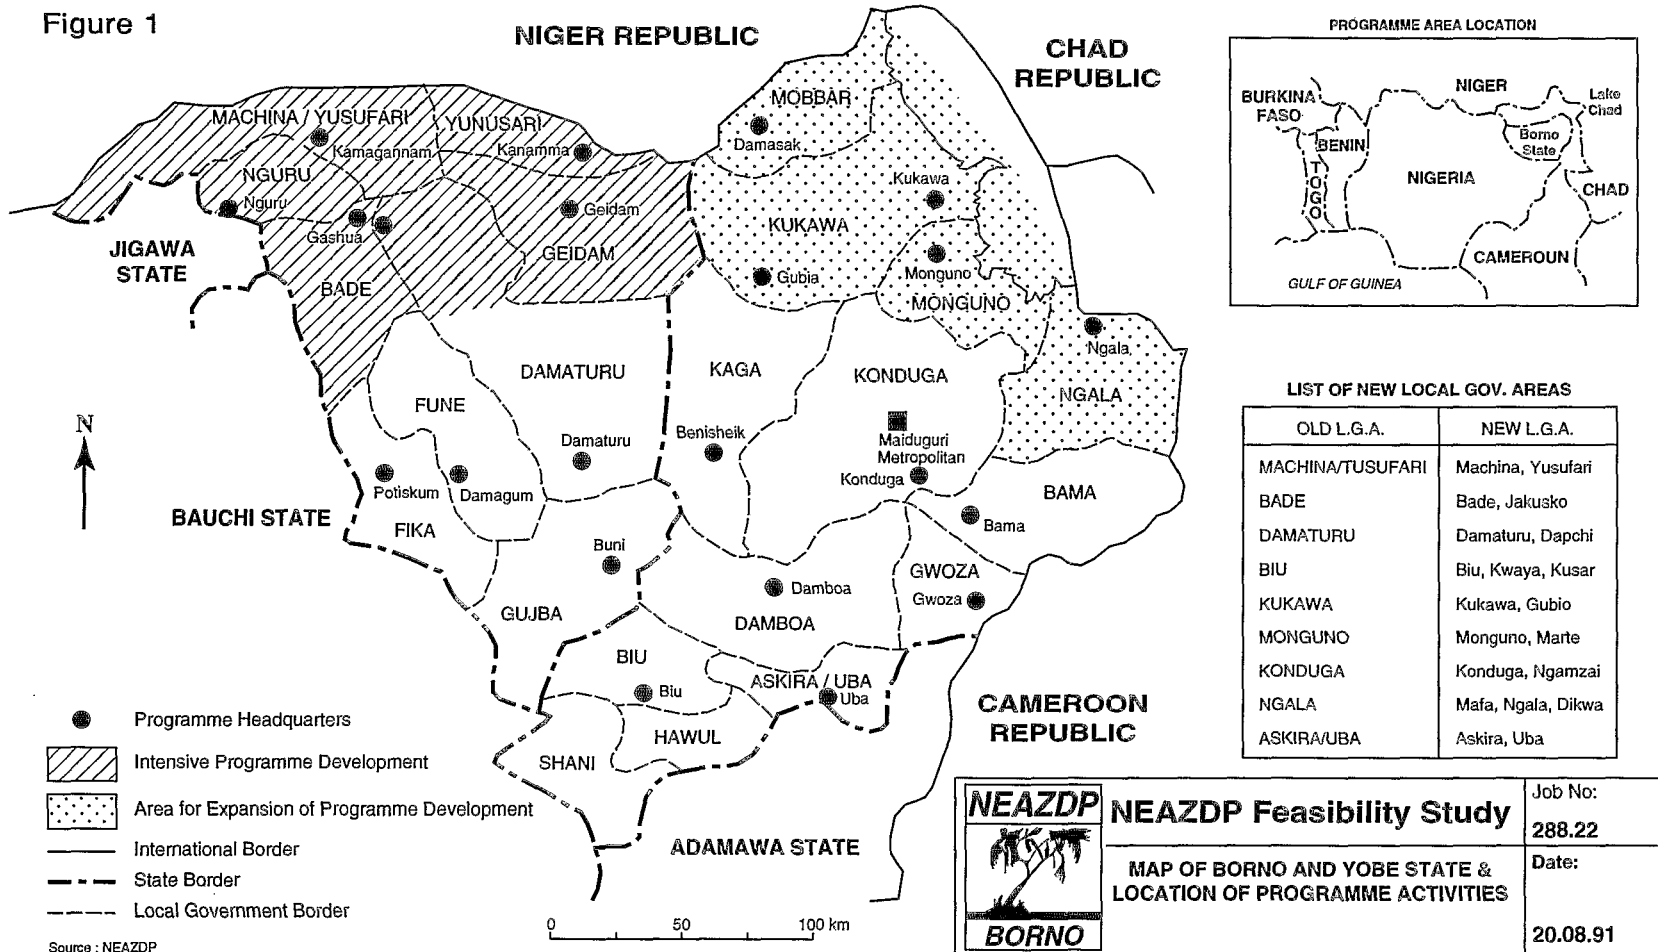 Figure 1
NIGER REPUBLIC
CHAD
REPUBLIC
MOBBAR
Damasak
MACHINA / YUSUFARI
YUNUSARI
Kamagannam
Kanamma
NGURU
Nguru
Gashua
Geidam
GEIDAM
BADE
Kukawa
KUKAWA
Gubia
Monguno
MONGUNO
JIGAWA
STATE
Ngala
NGALA
DAMATURU
KAGA
KONDUGA
FUNE
Damaturu
Benisheik
Maiduguri
Metropolitan
Konduga
N
Potiskum
Damagum
BAMA
Bama
BAUCHI STATE
FIKA
Buni
GUJBA
Damboa
DAMBOA
GWOZA
Gwoza
BIU
Biu
ASKIRA / UBA
Uba
HAWUL
SHANI
CAMEROON
REPUBLIC
ADAMAWA STATE
Programme Headquarters
Intensive Programme Development
Area for Expansion of Programme Development
International Border
State Border
Local Government Border
Source : NEAZDP
0 50 100 km
PROGRAMME AREA LOCATION
BURKINA
FASO
NIGER
Lake
Chad
BENIN
Borno
State
TOGO
NIGERIA
CHAD
CAMEROUN
GULF OF GUINEA
LIST OF NEW LOCAL GOV. AREAS
OLD L.G.A. NEW L.G.A.
MACHINA/TUSUFARI Machina, Yusufari
BADE Bade, Jakusko
DAMATURU Damaturu, Dapchi
BIU Biu, Kwaya, Kusar
KUKAWA Kukawa, Gubio
MONGUNO Monguno, Marte
KONDUGA Konduga, Ngamzai
NGALA Mafa, Ngala, Dikwa
ASKIRA/UBA Askira, Uba
NEAZDP
BORNO
NEAZDP Feasibility Study
MAP OF BORNO AND YOBE STATE &
LOCATION OF PROGRAMME ACTIVITIES
Job No:
288.22
Date:
20.08.91